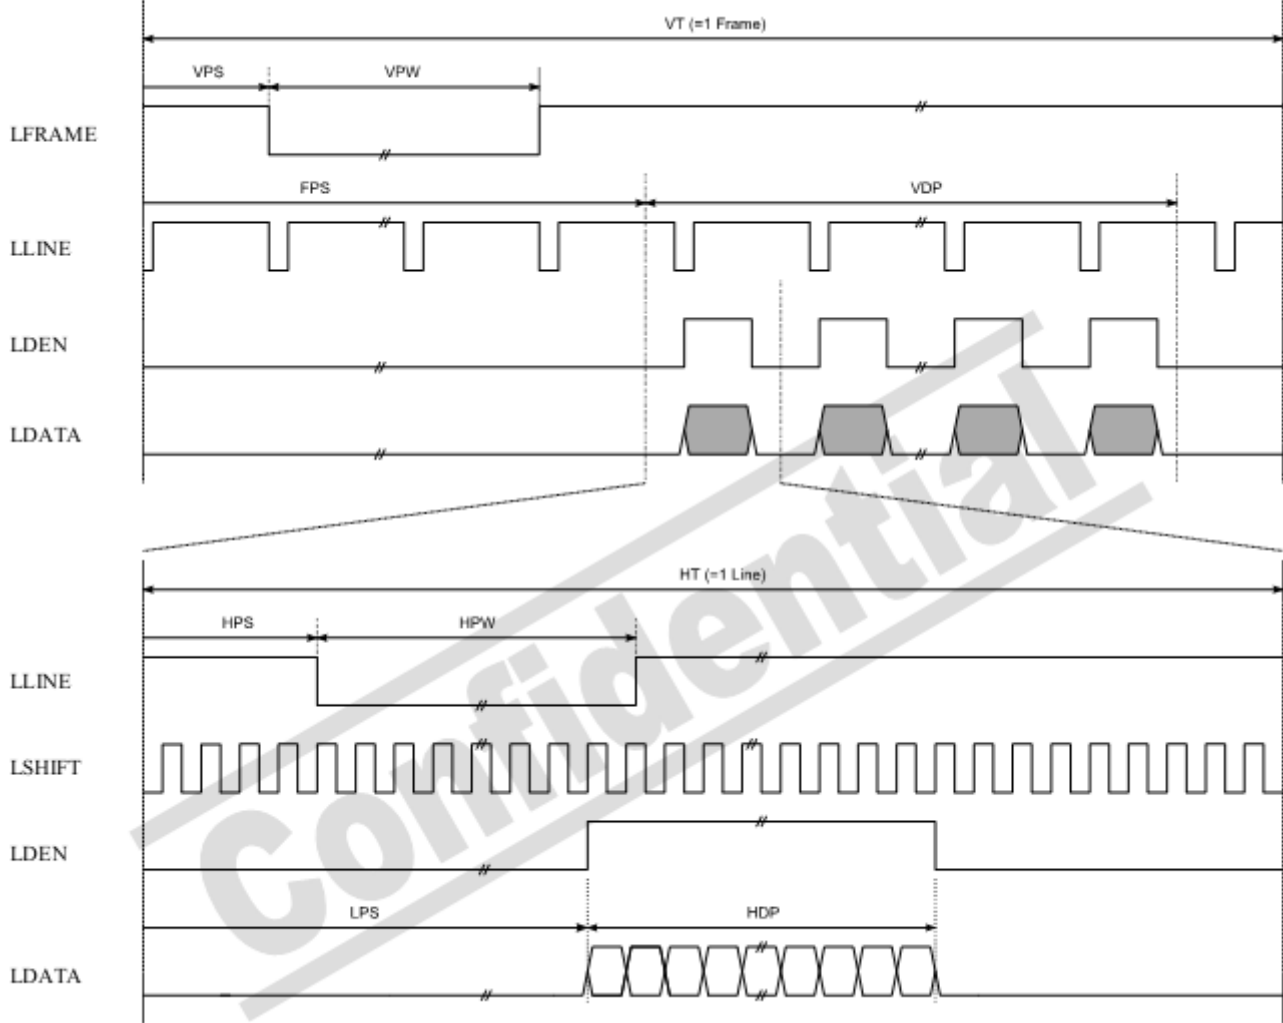 VT (=1 Frame)
VPS VPW
LFRAME
FPS VDP
LLINE
LDEN
LDATA
HT (=1 Line)
HPS HPW
LLINE
LSHIFT
LDEN
LPS HDP
LDATA
Confidential